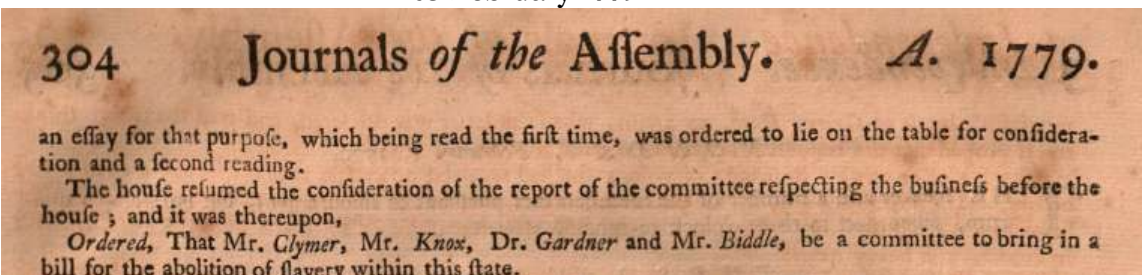 304 Journals of the Aſſembly. A. 1779.
an eſſay for that purpoſe, which being read the firſt time, was ordered to lie on the table for conſidera-
tion and a ſecond reading.
The houſe reſumed the conſideration of the report of the committee reſpecting the buſineſs before the
houſe ; and it was thereupon,
Ordered, That Mr. Clymer, Mr. Knox, Dr. Gardner and Mr. Biddle, be a committee to bring in a
bill for the abolition of ſlavery within this ſtate.